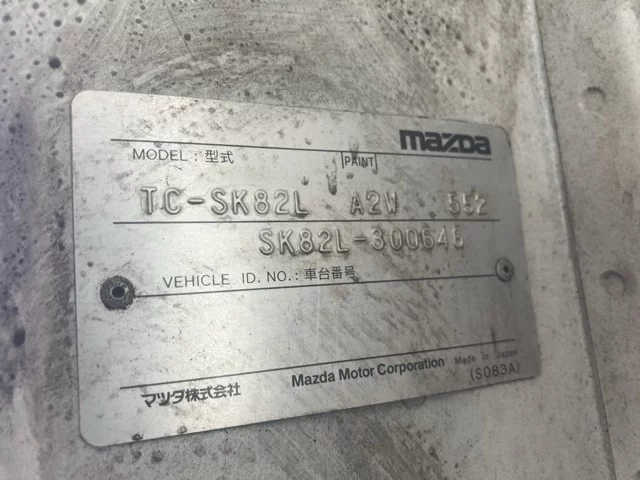 mazda
MODEL : 型式 PAINT
TC-SK82L A2W 552
SK82L-300646
VEHICLE ID. NO. : 車台番号
マツダ株式会社 Mazda Motor Corporation Made in Japan
(S083A)